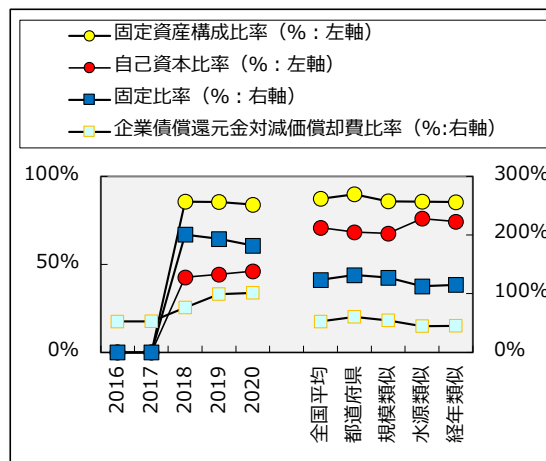 固定資産構成比率（%：左軸）
自己資本比率（%：左軸）
固定比率（%：右軸）
企業債償還元金対減価償却費比率（%:右軸）
100%
50%
0%
300%
200%
100%
0%
2016
2017
2018
2019
2020
全国平均
都道府県
規模類似
水源類似
経年類似